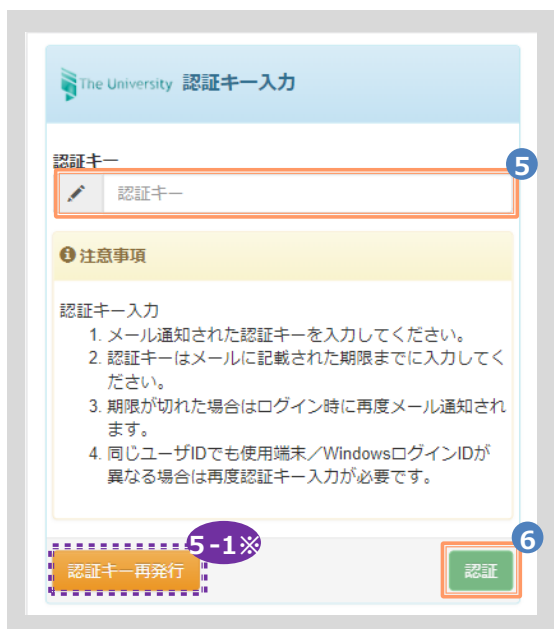 The University 認証キー入力
認証キー
5
認証キー
注意事項
認証キー入力
1. メール通知された認証キーを入力してください。
2. 認証キーはメールに記載された期限までに入力してく
ださい。
3. 期限が切れた場合はログイン時に再度メール通知され
ます。
4. 同じユーザIDでも使用端末／WindowsログインIDが
異なる場合は再度認証キー入力が必要です。
5-1※
6
認証キー再発行
認証